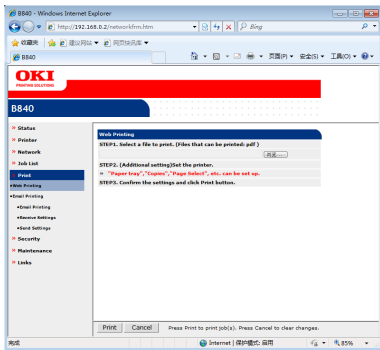 B840 - Windows Internet Explorer
http://192.168.0.2/networkfrm.htm
Bing
收藏夹 建议网站 网页快讯库
B840
页面(P) 安全(S) 工具(O)
OKI
PRINTING SOLUTIONS
B840
Status
Printer
Network
Job List
Print
Web Printing
Email Printing
Email Printing
Receive Settings
Send Settings
Security
Maintenance
Links
Web Printing
STEP1. Select a file to print. (Files that can be printed: pdf )
浏览...
STEP2. (Additional setting)Set the printer.
"Paper tray","Copies","Page Select", etc. can be set up.
STEP3. Confirm the settings and click Print button.
Print Cancel Press Print to print job(s). Press Cancel to clear changes.
完成
Internet | 保护模式: 启用
85%